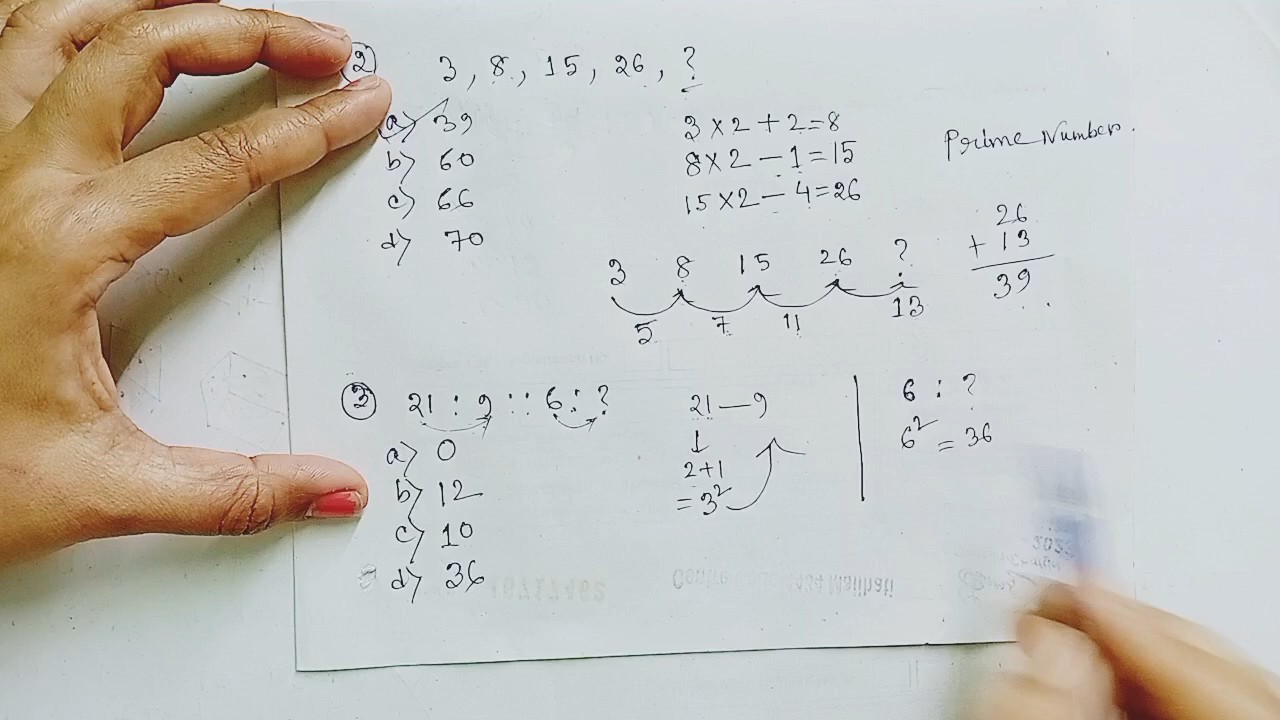 ② 3, 8, 15, 26, ?
a) 39
b) 60
c) 66
d) 70
3×2+2=8
8×2−1=15
15×2−4=26
Prime Number.
3 8 15 26 ?
5 7 11 13
26
+ 13
39
③ 21 : 9 :: 6 : ?
a) 0
b) 12
c) 10
d) 36
21 — 9
↓
2+1
= 3²
6 : ?
6² = 36